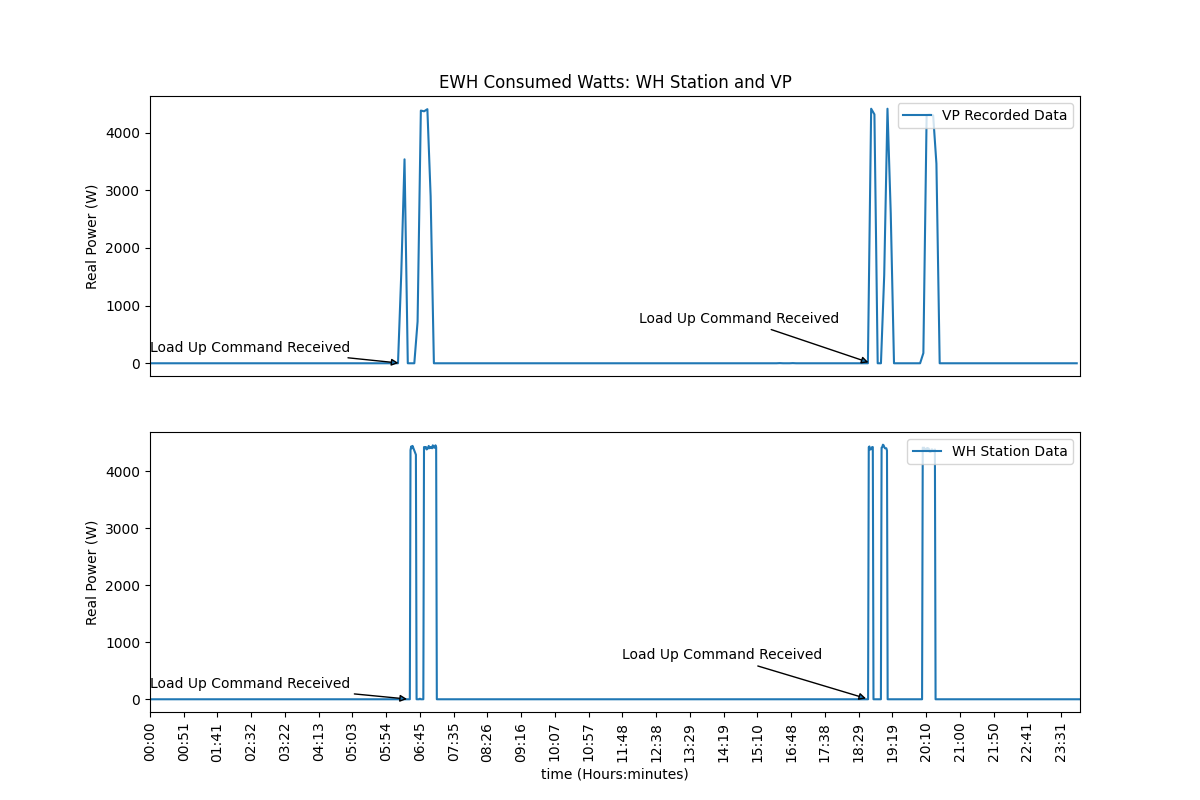 EWH Consumed Watts: WH Station and VP
VP Recorded Data
4000
3000
2000
1000
0
Real Power (W)
Load Up Command Received
Load Up Command Received
WH Station Data
4000
3000
2000
1000
0
Real Power (W)
Load Up Command Received
Load Up Command Received
00:00 00:51 01:41 02:32 03:22 04:13 05:03 05:54 06:45 07:35 08:26 09:16 10:07 10:57 11:48 12:38 13:29 14:19 15:10 16:48 17:38 18:29 19:19 20:10 21:00 21:50 22:41 23:31
time (Hours:minutes)